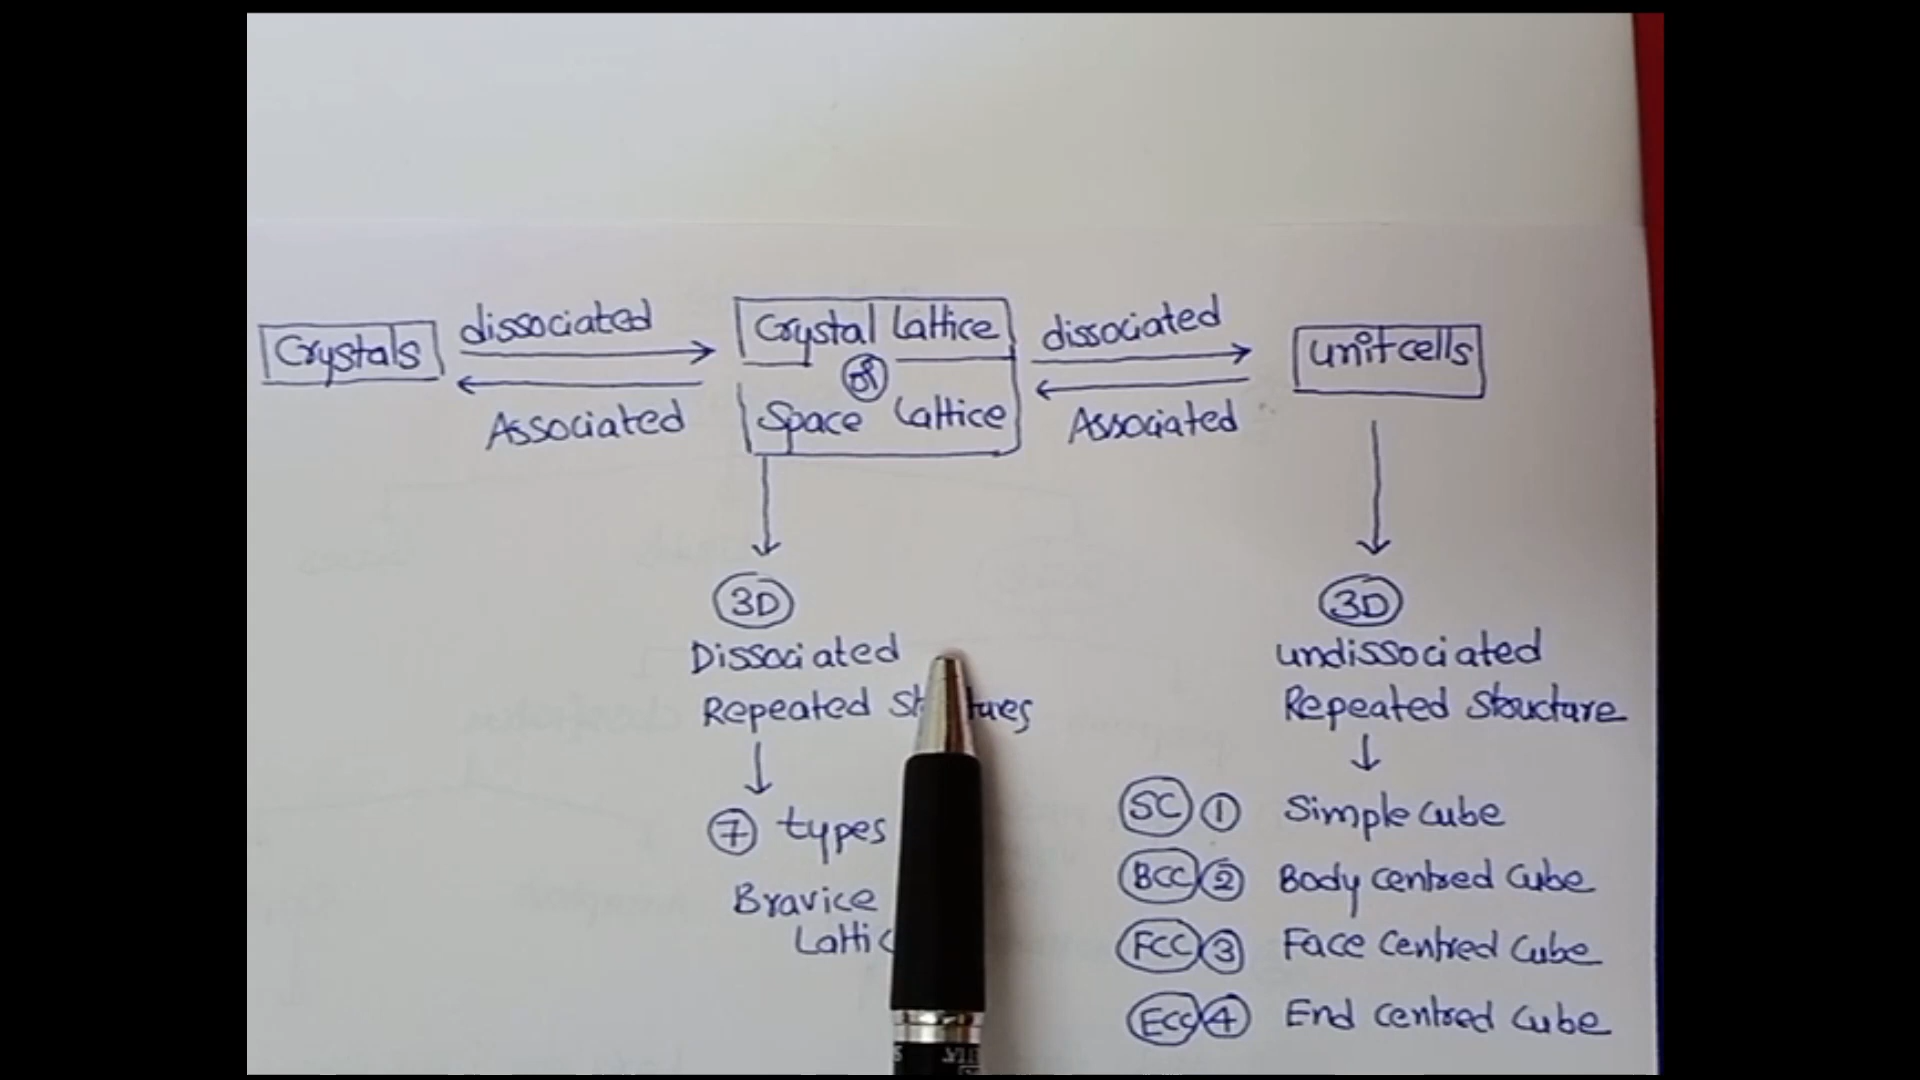 Crystals
dissociated
Associated
Crystal Lattice
or
Space Lattice
dissociated
Associated
unitcells
3D
Dissociated
Repeated
7 types
Bravice
3D
undissociated
Repeated Structure
SC 1 Simple Cube
BCC 2 Body centred Cube
FCC 3 Face Centred Cube
ECC 4 End Centred Cube